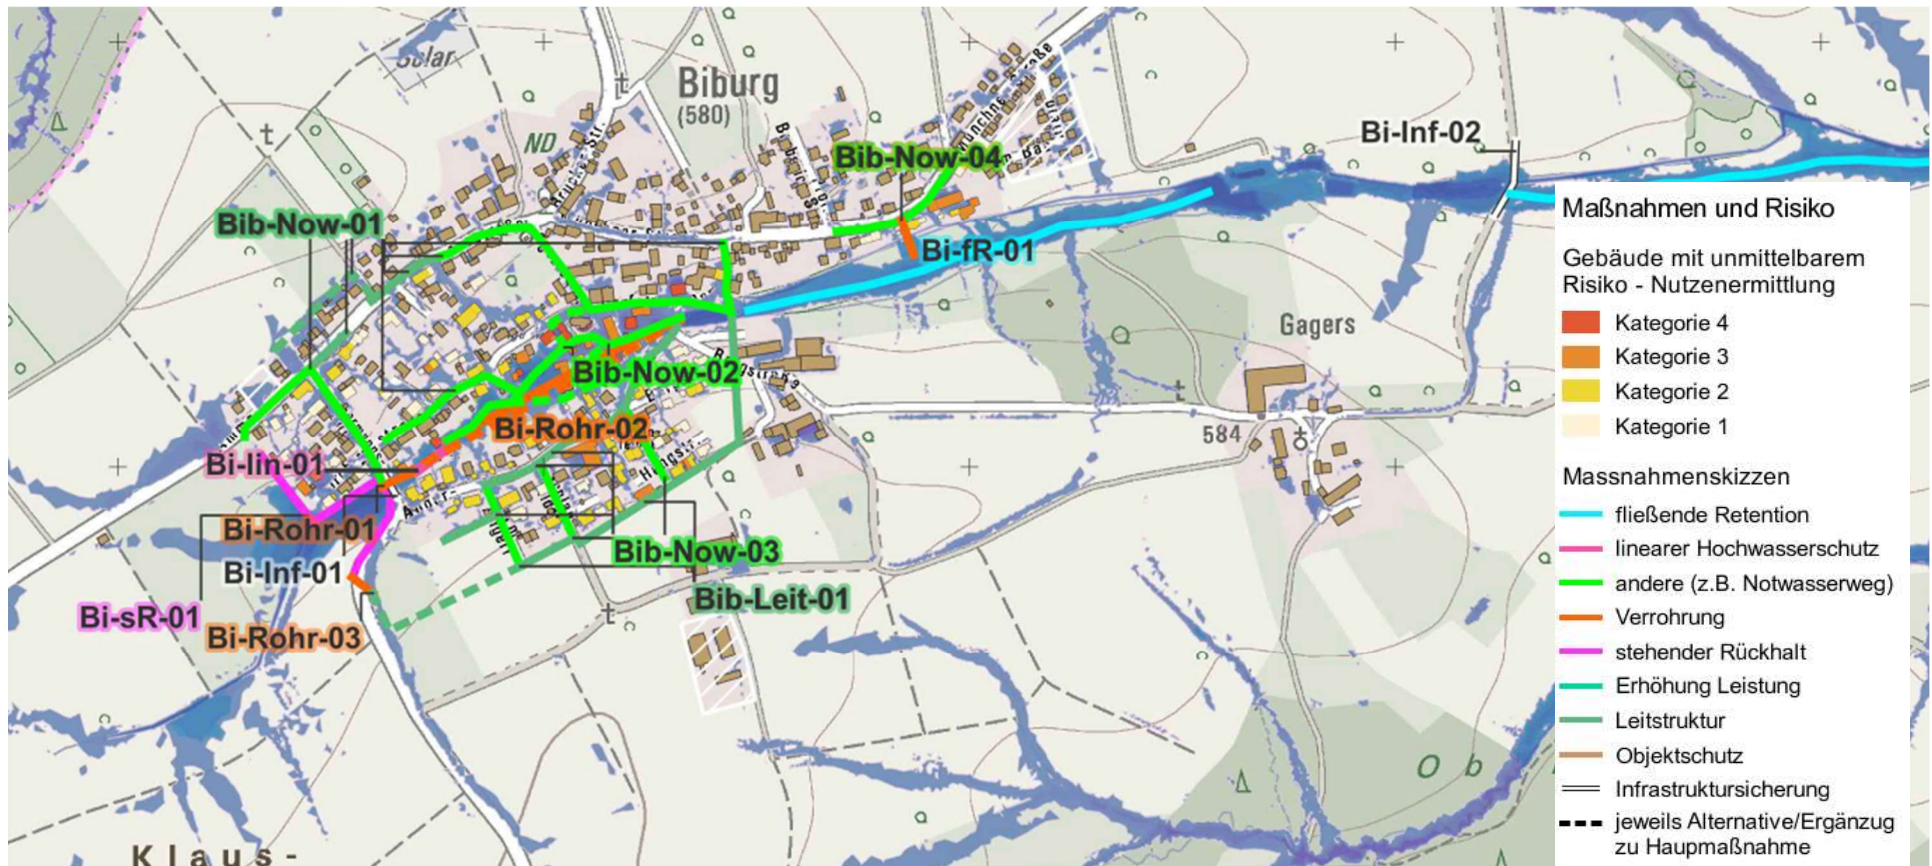 Solar
Biburg
(580)
ND
Bi-Inf-02
Bib-Now-04
Bib-Now-01
Bi-fR-01
Gagers
Bib-Now-02
Bi-Rohr-02
584
Bi-lin-01
Bi-Rohr-01
Bib-Now-03
Bi-Inf-01
Bib-Leit-01
Bi-sR-01
Bi-Rohr-03
O b
Klaus-
Maßnahmen und Risiko
Gebäude mit unmittelbarem
Risiko - Nutzenermittlung
Kategorie 4
Kategorie 3
Kategorie 2
Kategorie 1
Massnahmenskizzen
fließende Retention
linearer Hochwasserschutz
andere (z.B. Notwasserweg)
Verrohrung
stehender Rückhalt
Erhöhung Leistung
Leitstruktur
Objektschutz
Infrastruktursicherung
jeweils Alternative/Ergänzug
zu Haupmaßnahme